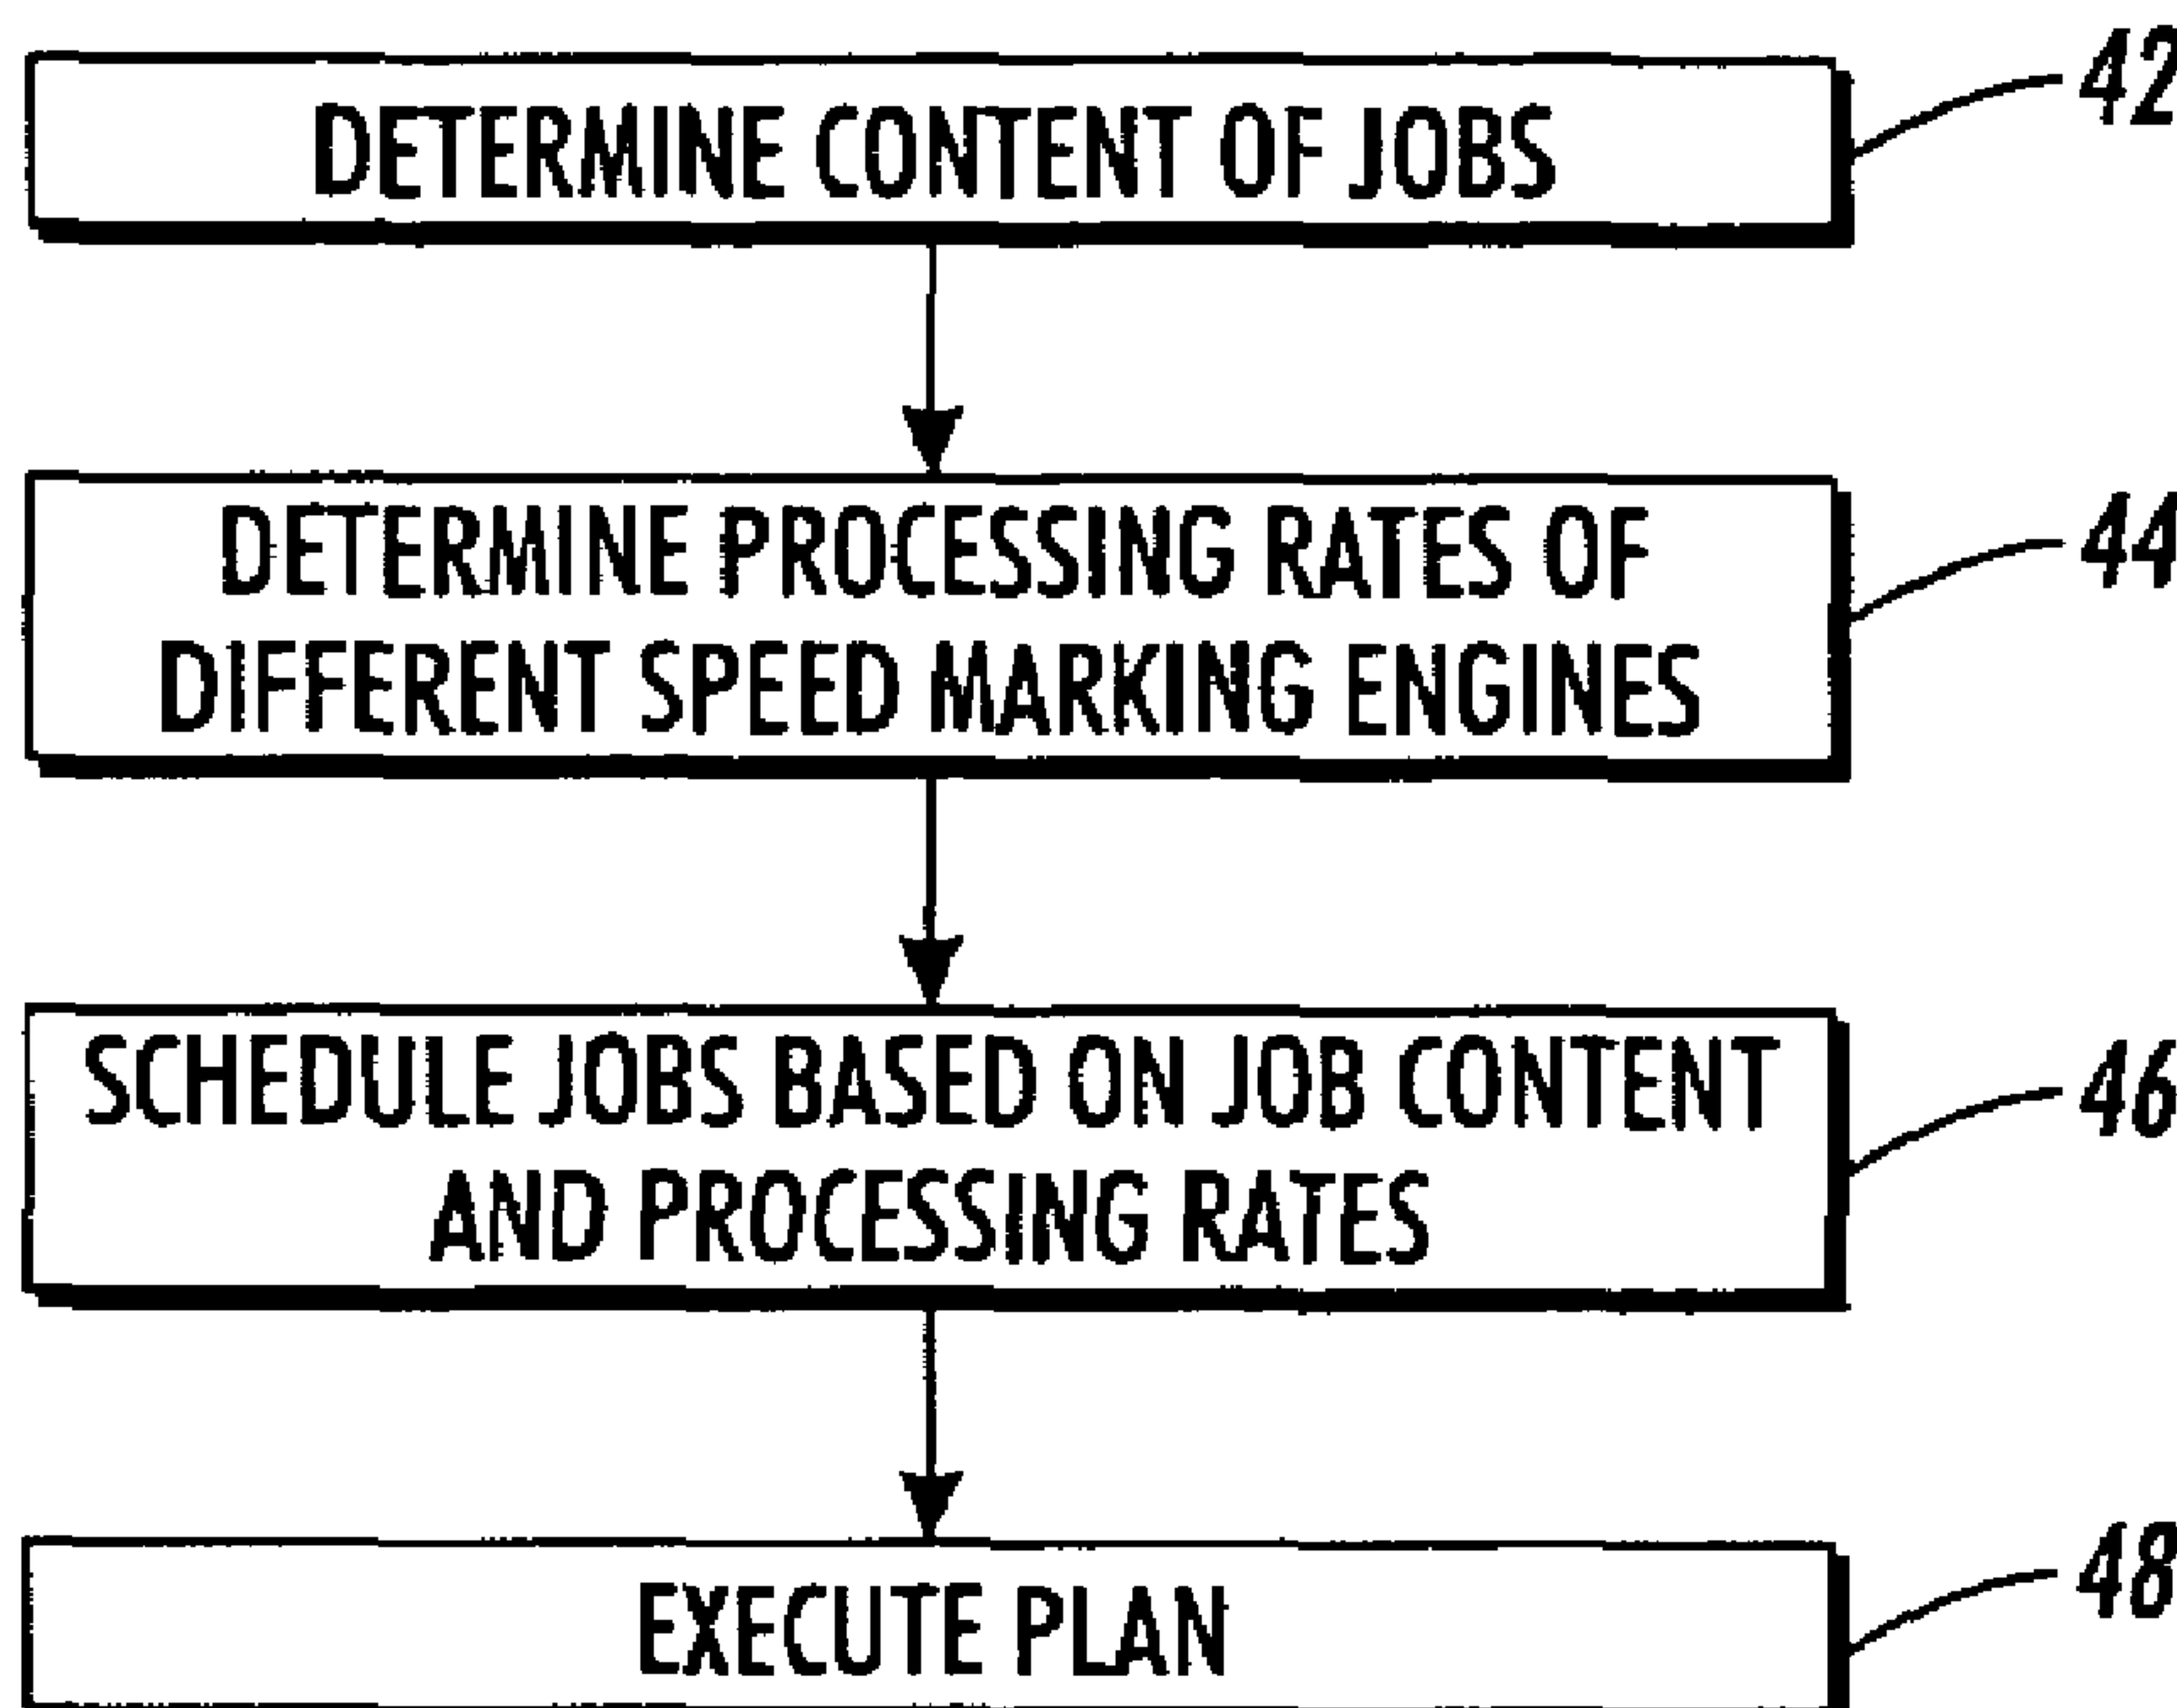 DETERMINE CONTENT OF JOBS
42
DETERMINE PROCESSING RATES OF
DIFFERENT SPEED MARKING ENGINES
44
SCHEDULE JOBS BASED ON JOB CONTENT
AND PROCESSING RATES
46
EXECUTE PLAN
48